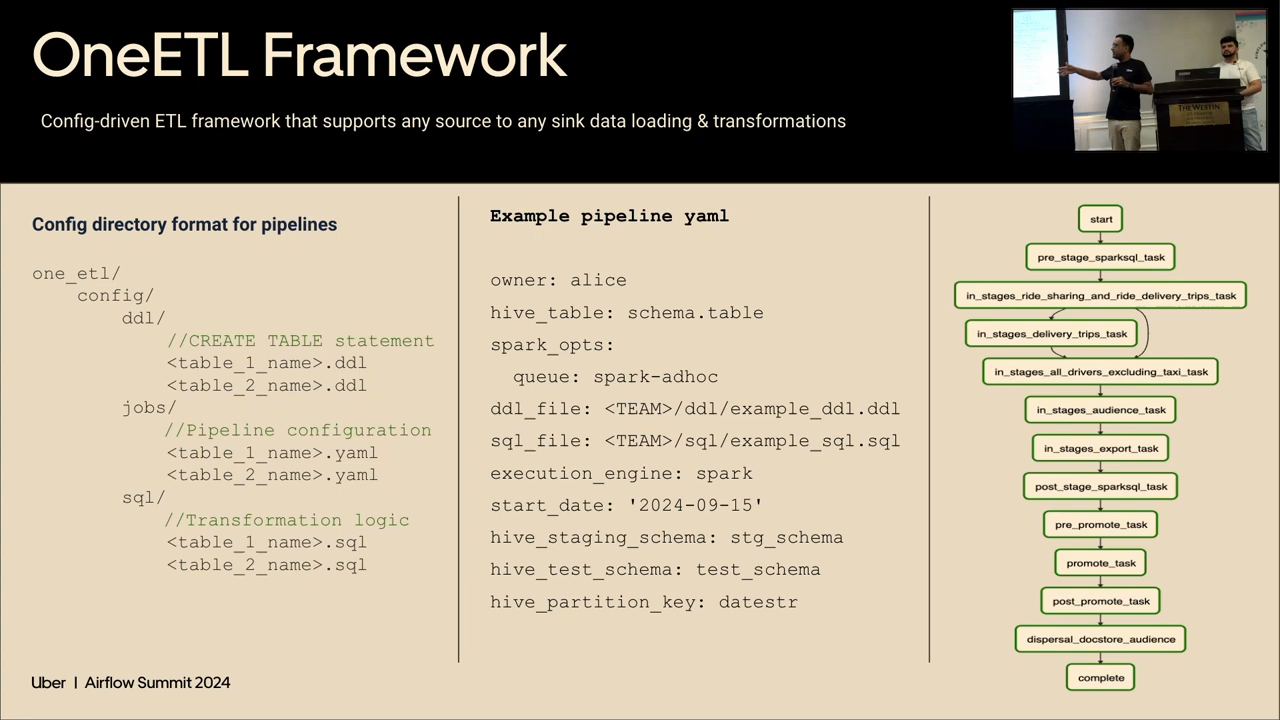 OneETL Framework
Config-driven ETL framework that supports any source to any sink data loading & transformations
THE WESTIN
Config directory format for pipelines
one_etl/
config/
ddl/
//CREATE TABLE statement
<table_1_name>.ddl
<table_2_name>.ddl
jobs/
//Pipeline configuration
<table_1_name>.yaml
<table_2_name>.yaml
sql/
//Transformation logic
<table_1_name>.sql
<table_2_name>.sql
Example pipeline yaml
owner: alice
hive_table: schema.table
spark_opts:
queue: spark-adhoc
ddl_file: <TEAM>/ddl/example_ddl.ddl
sql_file: <TEAM>/sql/example_sql.sql
execution_engine: spark
start_date: '2024-09-15'
hive_staging_schema: stg_schema
hive_test_schema: test_schema
hive_partition_key: datestr
start
pre_stage_sparksql_task
in_stages_ride_sharing_and_ride_delivery_trips_task
in_stages_delivery_trips_task
in_stages_all_drivers_excluding_taxi_task
in_stages_audience_task
in_stages_export_task
post_stage_sparksql_task
pre_promote_task
promote_task
post_promote_task
dispersal_docstore_audience
complete
Uber | Airflow Summit 2024